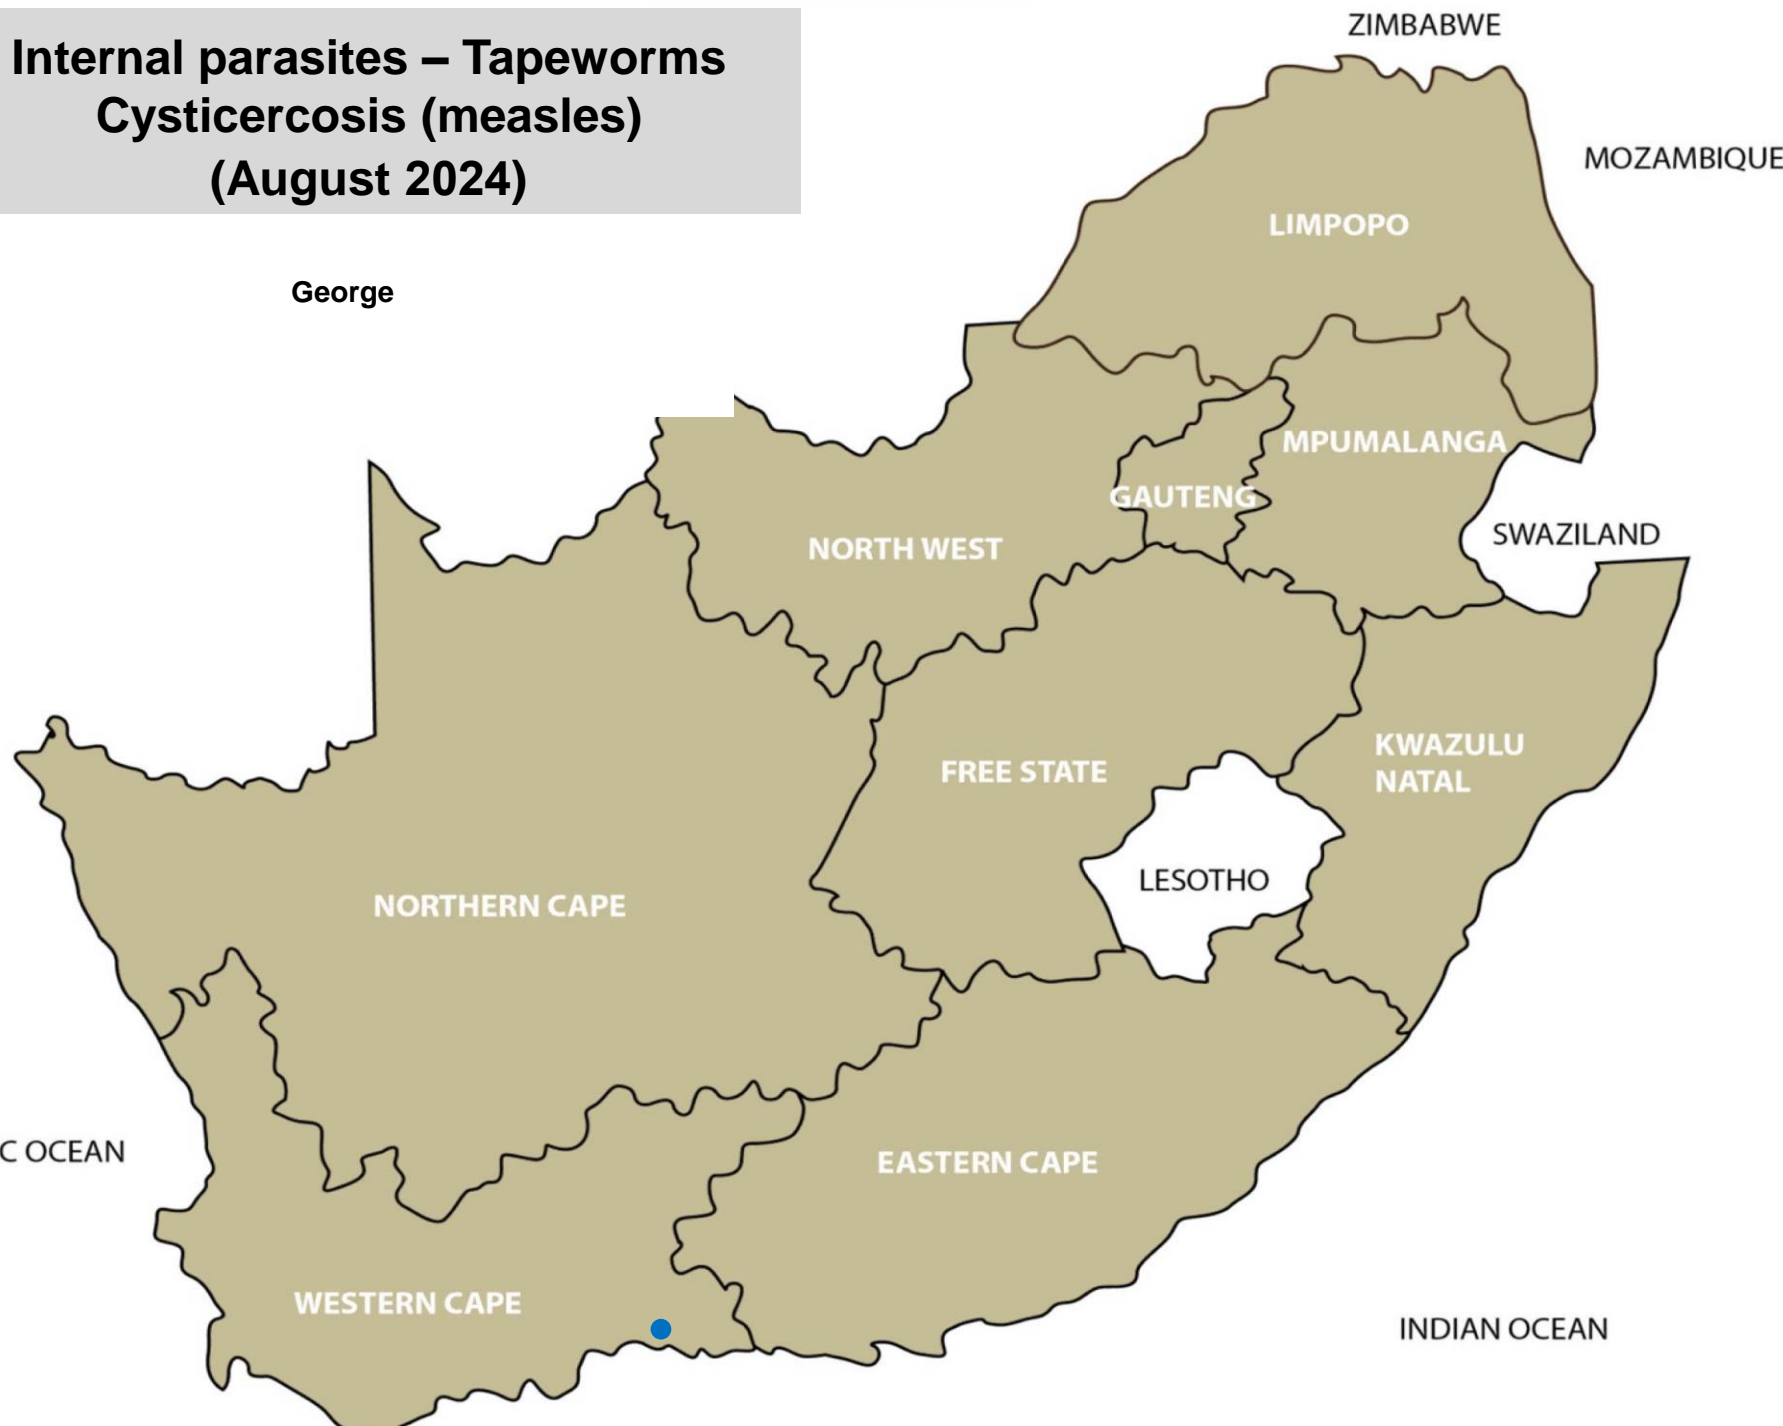 Internal parasites – Tapeworms
Cysticercosis (measles)
(August 2024)
George
ZIMBABWE
MOZAMBIQUE
LIMPOPO
MPUMALANGA
GAUTENG
SWAZILAND
NORTH WEST
KWAZULU
NATAL
FREE STATE
LESOTHO
NORTHERN CAPE
C OCEAN
EASTERN CAPE
WESTERN CAPE
INDIAN OCEAN